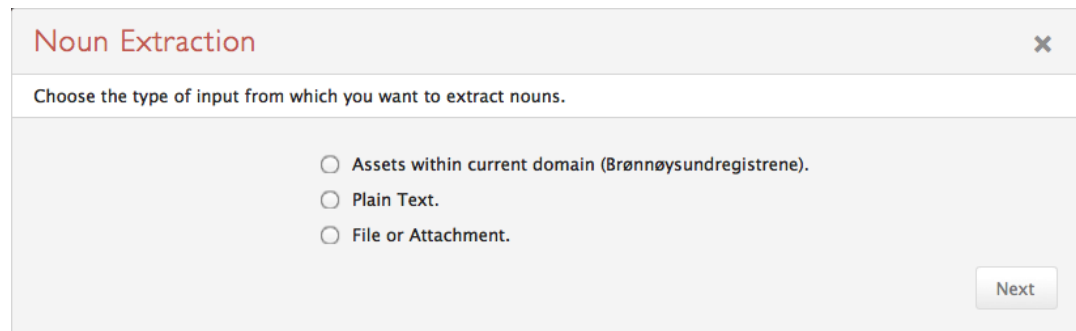 Noun Extraction
Choose the type of input from which you want to extract nouns.
Assets within current domain (Brønnøysundregistrene).
Plain Text.
File or Attachment.
Next